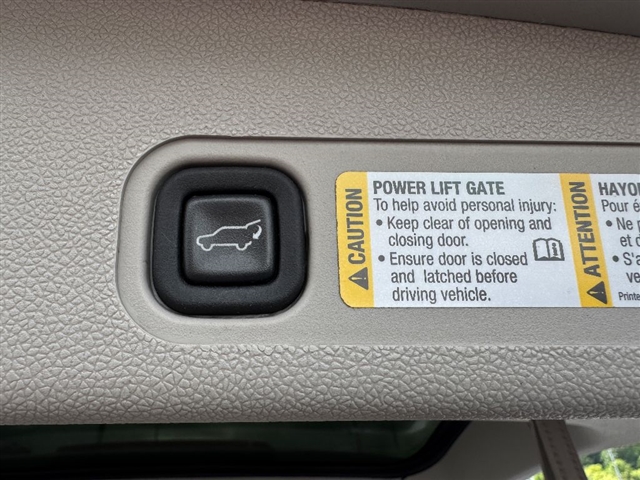 CAUTION
POWER LIFT GATE
To help avoid personal injury:
• Keep clear of opening and
closing door.
• Ensure door is closed
and latched before
driving vehicle.
ATTENTION
HAYO
Pour é
• Ne p
et d
• S'a
ve
Printe